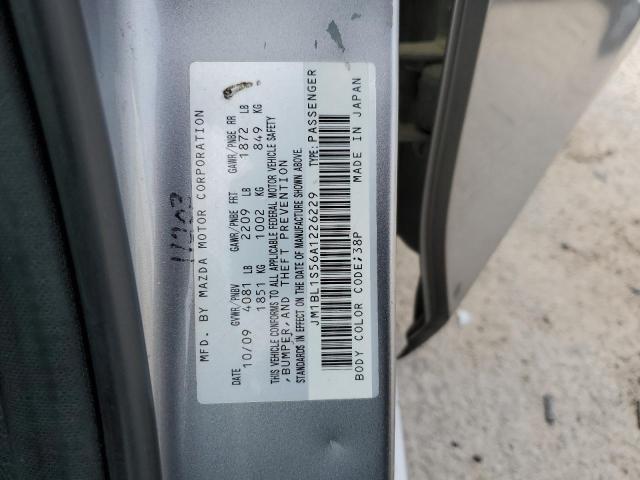 MFD. BY MAZDA MOTOR CORPORATION
DATE GVWR/PNBV GAWR/PNBE FRT GAWR/PNBE RR
10/09 4081 LB 2209 LB 1872 LB
1851 KG 1002 KG 849 KG
THIS VEHICLE CONFORMS TO ALL APPLICABLE FEDERAL MOTOR VEHICLE SAFETY
,BUMPER,AND THEFT PREVENTION
STANDARDS IN EFFECT ON THE DATE OF MANUFACTURE SHOWN ABOVE.
JM1BL1S56A1226229 TYPE: PASSENGER
BODY COLOR CODE;38P MADE IN JAPAN